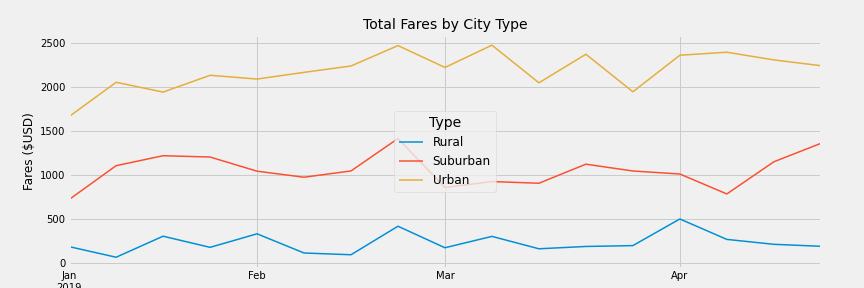 Total Fares by City Type
Fares ($USD)
2500
2000
1500
1000
500
0
Type
Rural
Suburban
Urban
Jan
2019
Feb
Mar
Apr